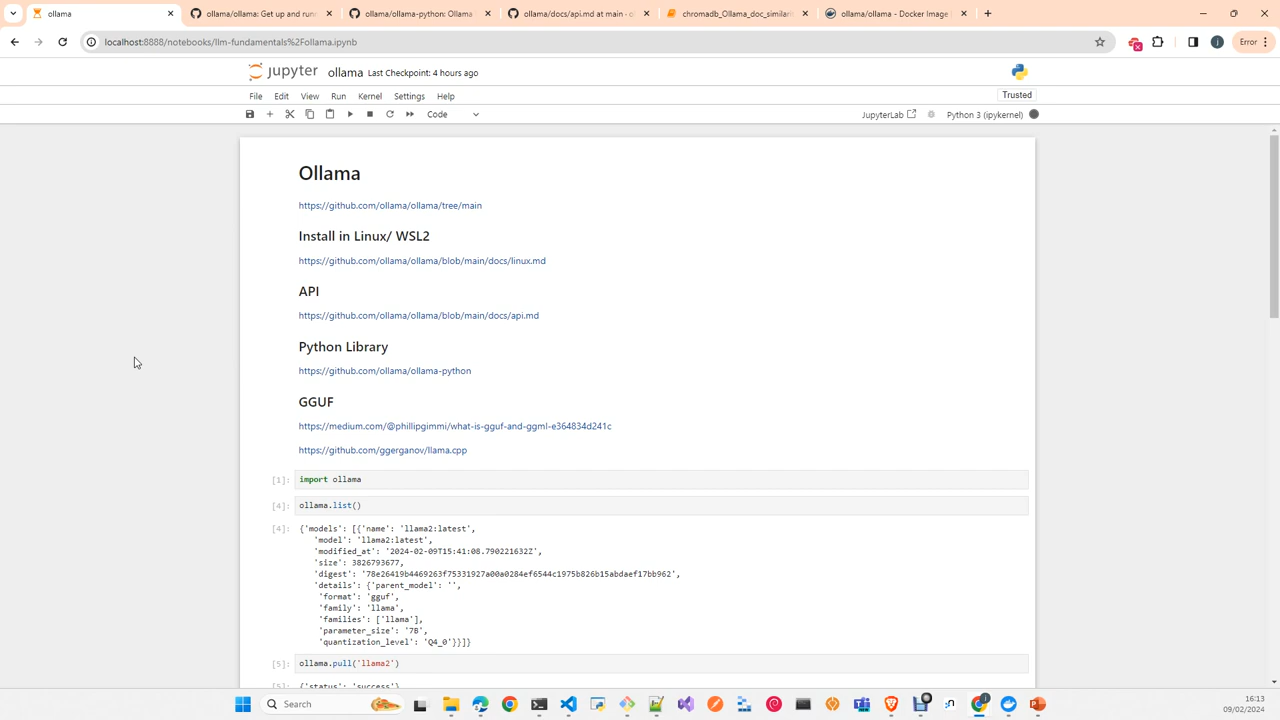 ollama
ollama/ollama: Get up and runn
ollama/ollama-python: Ollama
ollama/docs/api.md at main · o
chromadb_Ollama_doc_similarit
ollama/ollama - Docker Image
localhost:8888/notebooks/llm-fundamentals%2Follama.ipynb
j
Error
jupyter ollama Last Checkpoint: 4 hours ago
File Edit View Run Kernel Settings Help
Trusted
Code
JupyterLab
Python 3 (ipykernel)
Ollama
https://github.com/ollama/ollama/tree/main
Install in Linux/ WSL2
https://github.com/ollama/ollama/blob/main/docs/linux.md
API
https://github.com/ollama/ollama/blob/main/docs/api.md
Python Library
https://github.com/ollama/ollama-python
GGUF
https://medium.com/@phillipgimmi/what-is-gguf-and-ggml-e364834d241c
https://github.com/ggerganov/llama.cpp
[1]: import ollama
[4]: ollama.list()
[4]: {'models': [{'name': 'llama2:latest',
'model': 'llama2:latest',
'modified_at': '2024-02-09T15:41:08.790221632Z',
'size': 3826793677,
'digest': '78e26419b4469263f75331927a00a0284ef6544c1975b826b15abdaef17bb962',
'details': {'parent_model': '',
'format': 'gguf',
'family': 'llama',
'families': ['llama'],
'parameter_size': '7B',
'quantization_level': 'Q4_0'}}]}
[5]: ollama.pull('llama2')
[5]: {'status': 'success'}
Search
16:13
09/02/2024